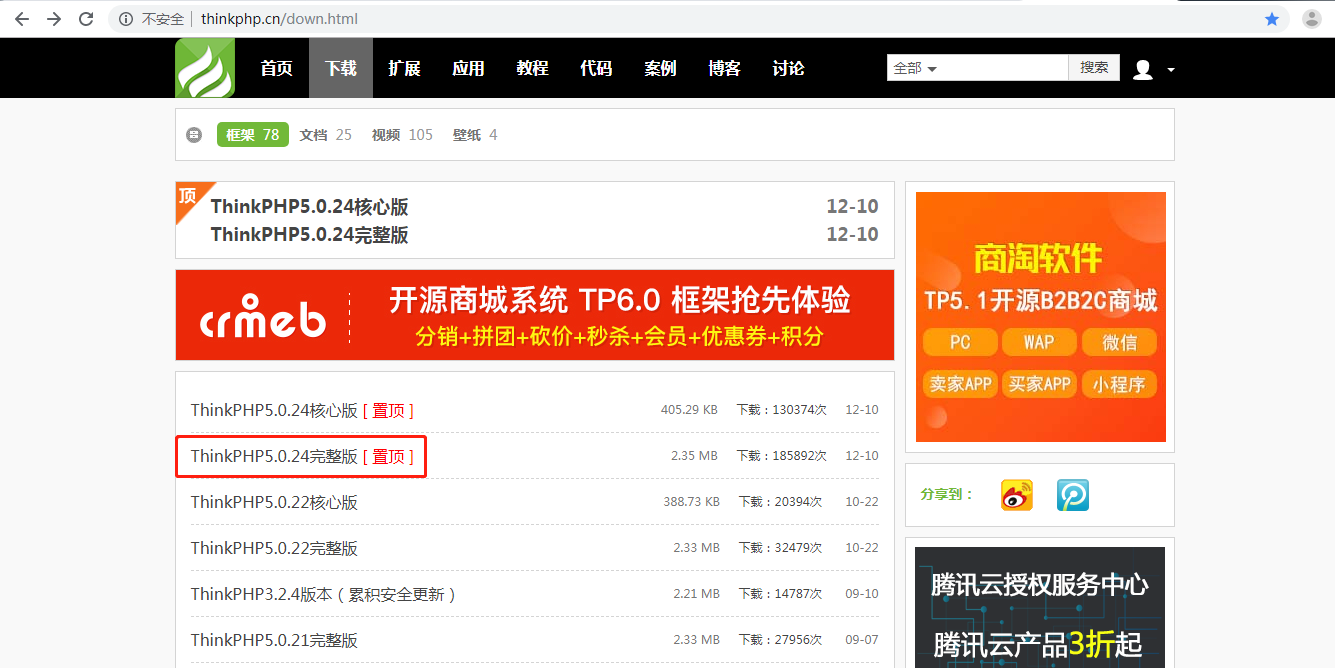 不安全 thinkphp.cn/down.html
首页 下载 扩展 应用 教程 代码 案例 博客 讨论 全部 搜索
框架 78 文档 25 视频 105 壁纸 4
顶
ThinkPHP5.0.24核心版 12-10
ThinkPHP5.0.24完整版 12-10
crmeb
开源商城系统 TP6.0 框架抢先体验
分销+拼团+砍价+秒杀+会员+优惠券+积分
ThinkPHP5.0.24核心版 [ 置顶 ] 405.29 KB 下载：130374次 12-10
ThinkPHP5.0.24完整版 [ 置顶 ] 2.35 MB 下载：185892次 12-10
ThinkPHP5.0.22核心版 388.73 KB 下载：20394次 10-22
ThinkPHP5.0.22完整版 2.33 MB 下载：32479次 10-22
ThinkPHP3.2.4版本（累积安全更新） 2.21 MB 下载：14787次 09-10
ThinkPHP5.0.21完整版 2.33 MB 下载：27956次 09-07
商淘软件
TP5.1开源B2B2C商城
PC WAP 微信
卖家APP 买家APP 小程序
分享到：
腾讯云授权服务中心
腾讯云产品3折起